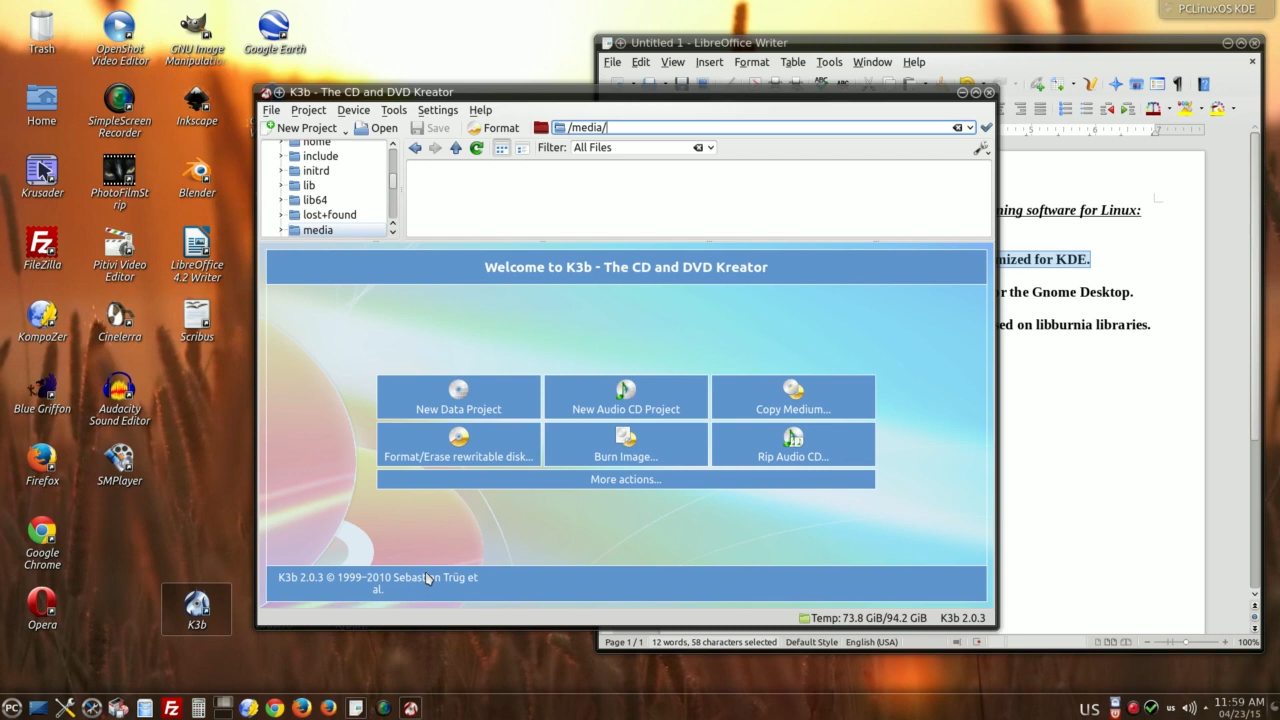 PCLinuxOS KDE
Trash
OpenShot
Video Editor
GNU Image
Manipulatio
Google Earth
Home
SimpleScreen
Recorder
Inkscape
Krusader
PhotoFilmSt
rip
Blender
FileZilla
Pitivi Video
Editor
LibreOffice
4.2 Writer
KompoZer
Cinelerra
Scribus
Blue Griffon
Audacity
Sound Editor
Firefox
SMPlayer
Google
Chrome
Opera
K3b
Untitled 1 - LibreOffice Writer
File Edit View Insert Format Table Tools Window Help
ning software for Linux:
mized for KDE.
r the Gnome Desktop.
ed on libburnia libraries.
Page 1 / 1 12 words, 58 characters selected Default Style English (USA) 100%
K3b - The CD and DVD Kreator
File Project Device Tools Settings Help
New Project Open Save Format /media/
Filter: All Files
home
include
initrd
lib
lib64
lost+found
media
Welcome to K3b - The CD and DVD Kreator
New Data Project New Audio CD Project Copy Medium...
Format/Erase rewritable disk... Burn Image... Rip Audio CD...
More actions...
K3b 2.0.3 © 1999–2010 Sebastian Trüg et
al.
Temp: 73.8 GiB/94.2 GiB K3b 2.0.3
PC
US us 11:59 AM
04/23/15